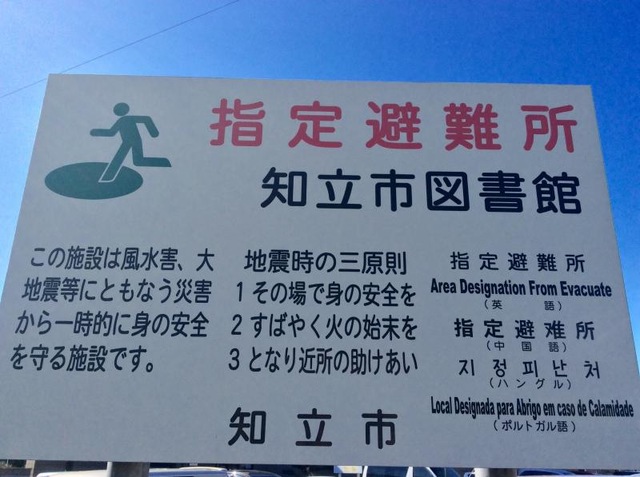 指定避難所
知立市図書館
この施設は風水害、大
地震等にともなう災害
から一時的に身の安全
を守る施設です。
地震時の三原則
1 その場で身の安全を
2 すばやく火の始末を
3 となり近所の助けあい
指定避難所
Area Designation From Evacuate
(英語)
指定避难所
(中国語)
지정피난처
(ハングル)
Local Designada para Abrigo em caso de Calamidade
(ポルトガル語)
知立市